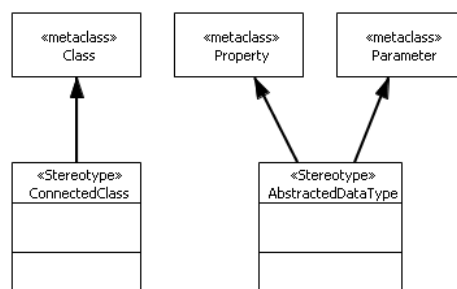 «metaclass»
Class
«metaclass»
Property
«metaclass»
Parameter
«Stereotype»
ConnectedClass
«Stereotype»
AbstractedDataType